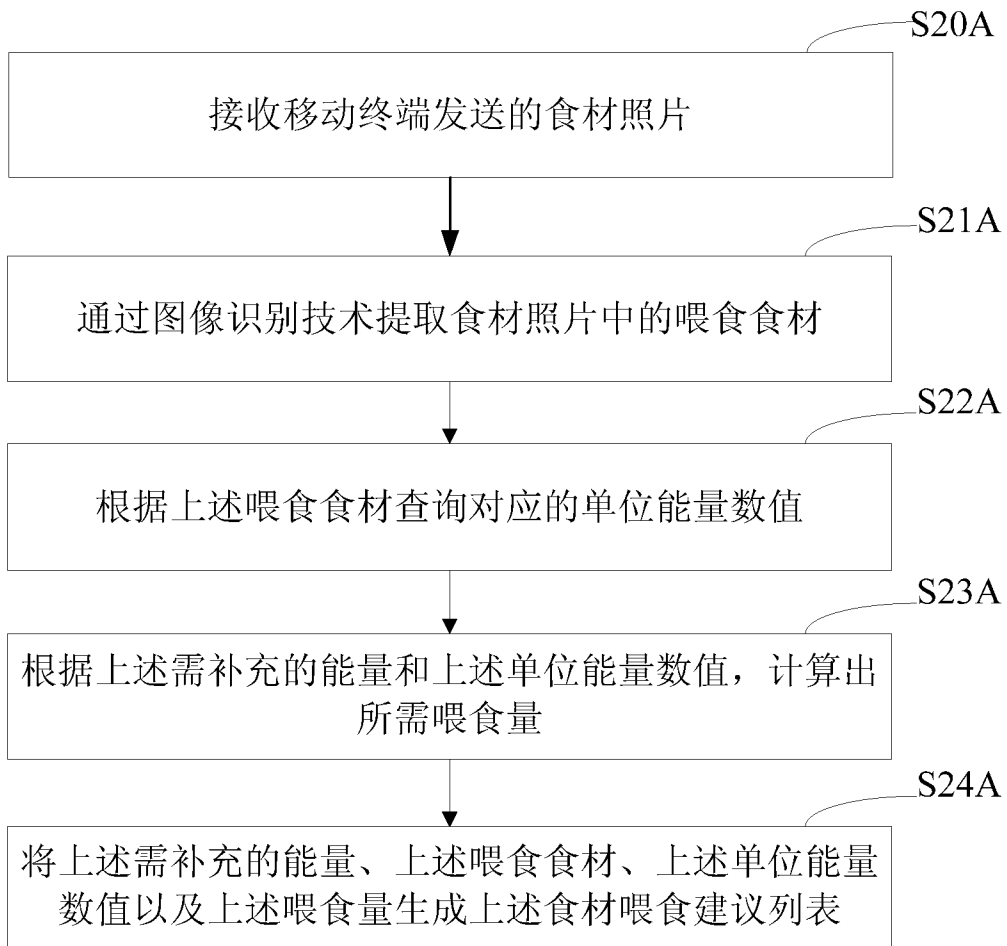 S20A
接收移动终端发送的食材照片
S21A
通过图像识别技术提取食材照片中的喂食食材
S22A
根据上述喂食食材查询对应的单位能量数值
S23A
根据上述需补充的能量和上述单位能量数值，计算出
所需喂食量
S24A
将上述需补充的能量、上述喂食食材、上述单位能量
数值以及上述喂食量生成上述食材喂食建议列表